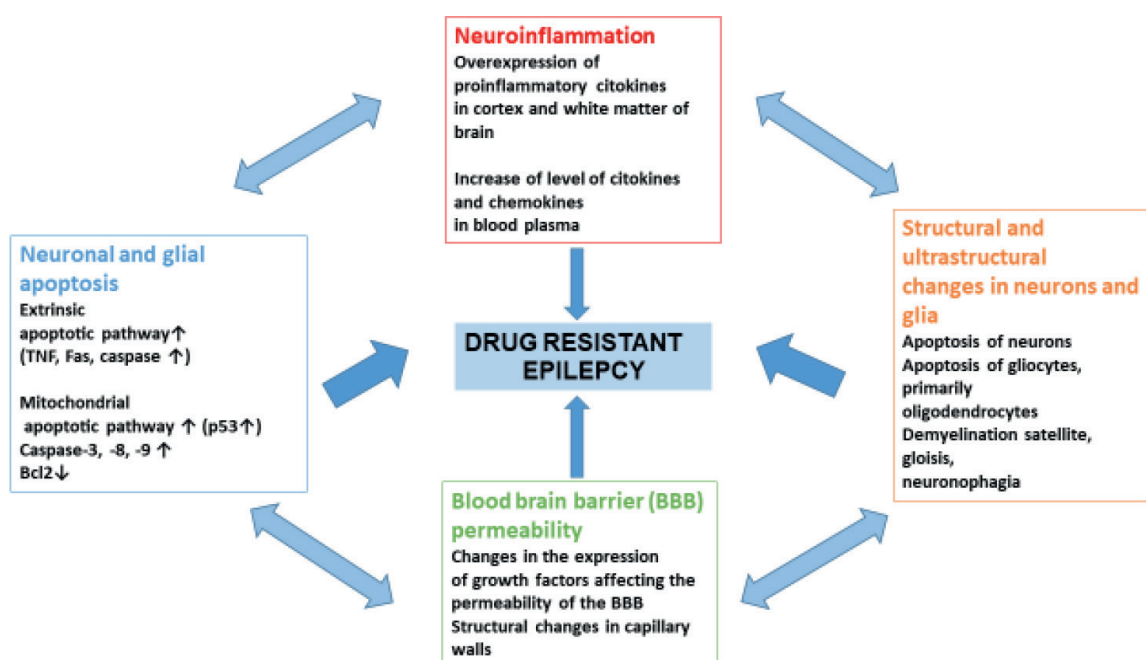 Neuroinflammation
Overexpression of
proinflammatory citokines
in cortex and white matter of
brain
Increase of level of citokines
and chemokines
in blood plasma
Neuronal and glial
apoptosis
Extrinsic
apoptotic pathway↑
(TNF, Fas, caspase ↑)
Mitochondrial
apoptotic pathway ↑ (p53↑)
Caspase-3, -8, -9 ↑
Bcl2↓
DRUG RESISTANT
EPILEPCY
Structural and
ultrastructural
changes in neurons and
glia
Apoptosis of neurons
Apoptosis of gliocytes,
primarily
oligodendrocytes
Demyelination satellite,
gloisis,
neuronophagia
Blood brain barrier (BBB)
permeability
Changes in the expression
of growth factors affecting the
permeability of the BBB
Structural changes in capillary
walls